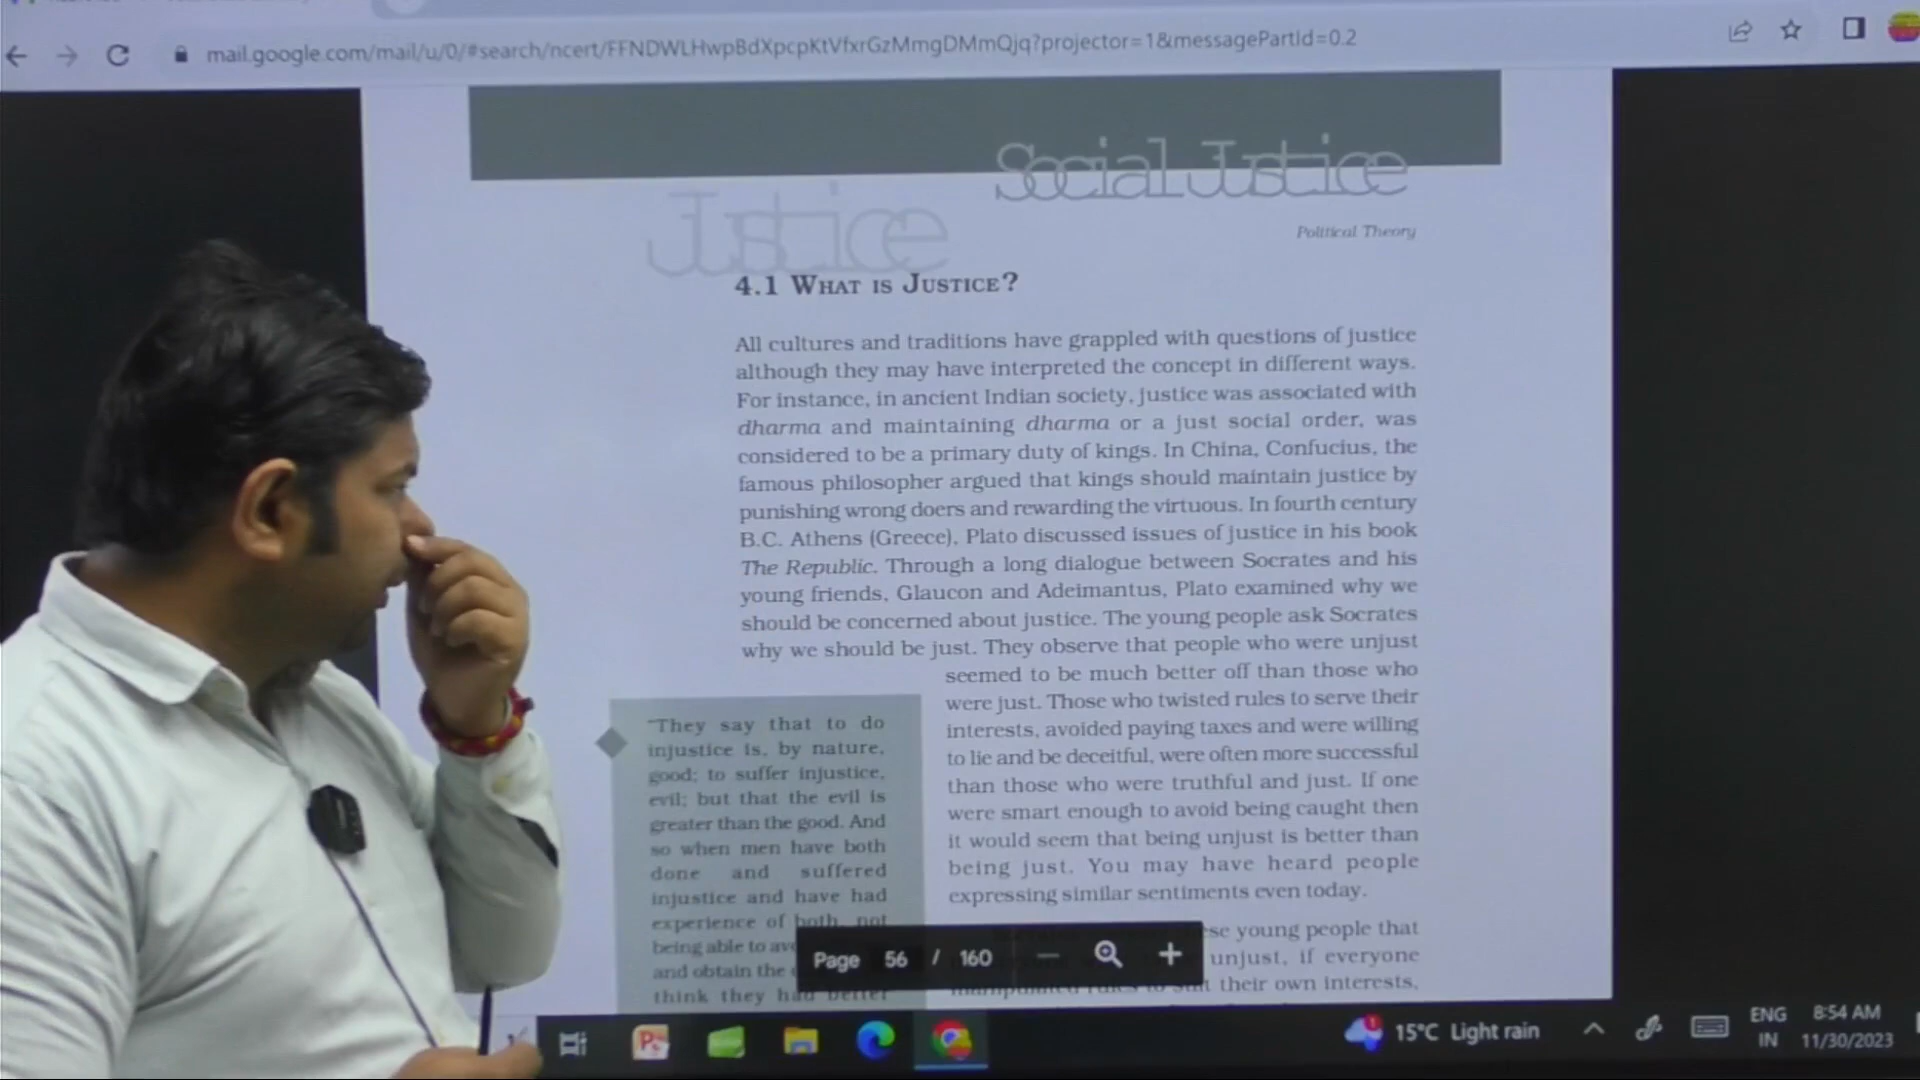 mail.google.com/mail/u/0/#search/ncert/FFNDWLHwpBdXpcpKtVfxrGzMmgDMmQjq?projector=1&messagePartId=0.2
Social Justice
Justice
Political Theory
4.1 WHAT IS JUSTICE?
All cultures and traditions have grappled with questions of justice
although they may have interpreted the concept in different ways.
For instance, in ancient Indian society, justice was associated with
dharma and maintaining dharma or a just social order, was
considered to be a primary duty of kings. In China, Confucius, the
famous philosopher argued that kings should maintain justice by
punishing wrong doers and rewarding the virtuous. In fourth century
B.C. Athens (Greece), Plato discussed issues of justice in his book
The Republic. Through a long dialogue between Socrates and his
young friends, Glaucon and Adeimantus, Plato examined why we
should be concerned about justice. The young people ask Socrates
why we should be just. They observe that people who were unjust
seemed to be much better off than those who
were just. Those who twisted rules to serve their
interests, avoided paying taxes and were willing
to lie and be deceitful, were often more successful
than those who were truthful and just. If one
were smart enough to avoid being caught then
it would seem that being unjust is better than
being just. You may have heard people
expressing similar sentiments even today.
se young people that
unjust, if everyone
their own interests,
"They say that to do
injustice is, by nature,
good; to suffer injustice,
evil; but that the evil is
greater than the good. And
so when men have both
done and suffered
injustice and have had
experience of both, not
being able to
and obtain the
think they had better
Page 56 / 160
15°C Light rain
ENG
IN
8:54 AM
11/30/2023